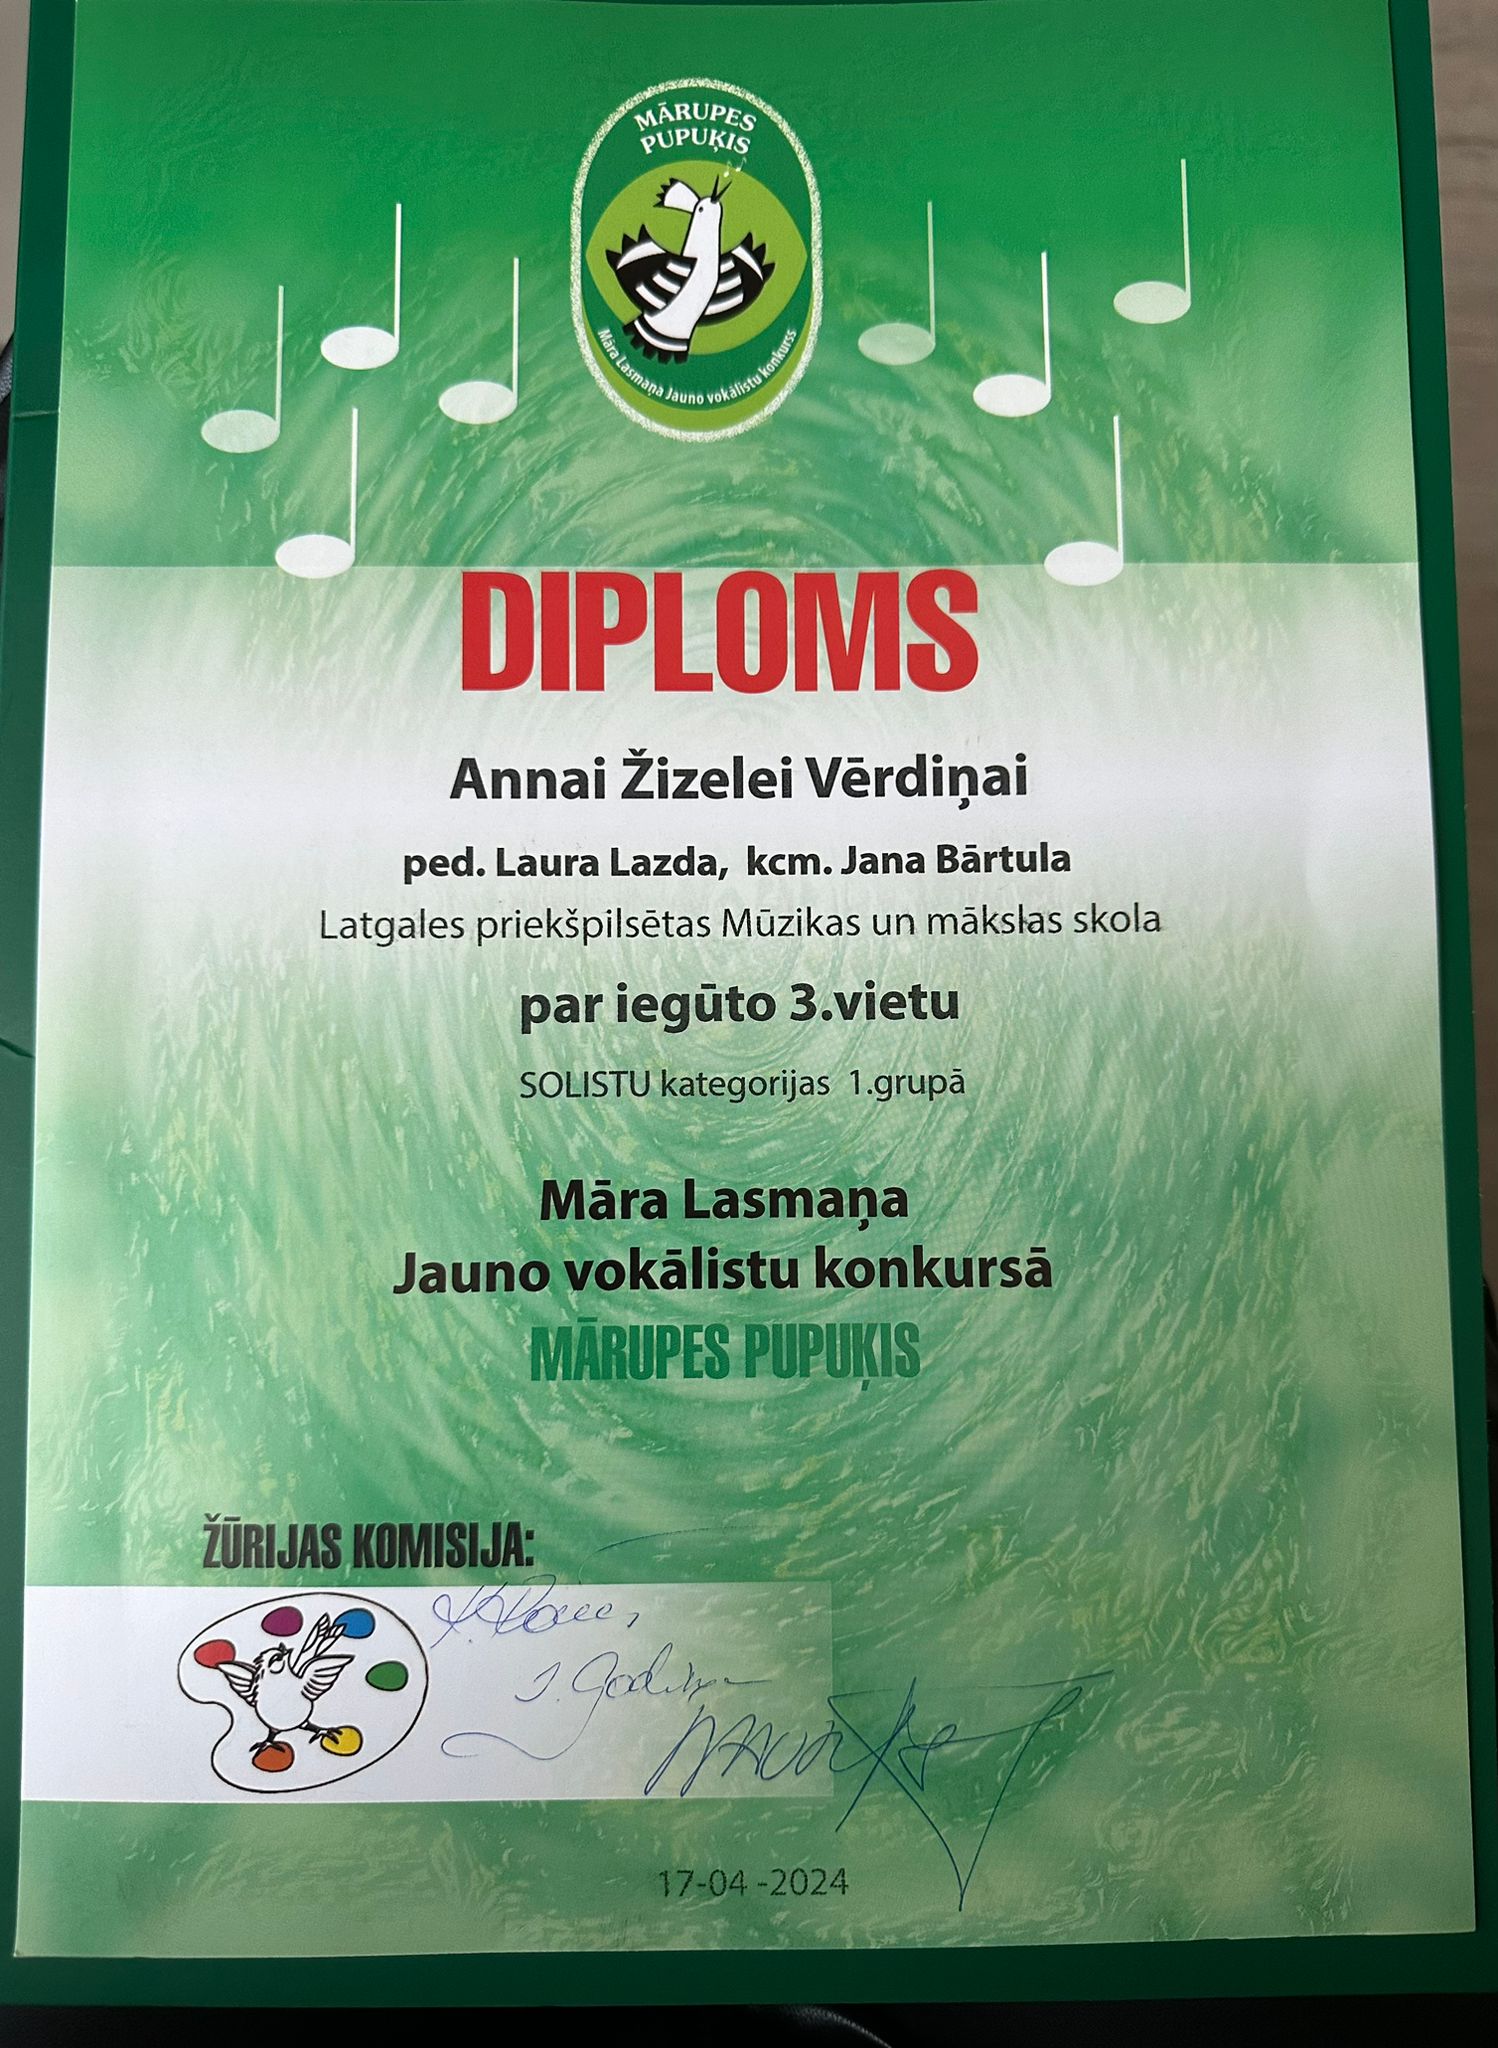 MĀRUPES
PUPUĶIS
Māra Lasmaņa Jauno vokālistu konkurss
DIPLOMS
Annai Žizelei Vērdiņai
ped. Laura Lazda, kcm. Jana Bārtula
Latgales priekšpilsētas Mūzikas un mākslas skola
par iegūto 3.vietu
SOLISTU kategorijas 1.grupā
Māra Lasmaņa
Jauno vokālistu konkursā
MĀRUPES PUPUĶIS
ŽŪRIJAS KOMISIJA:
17-04 -2024